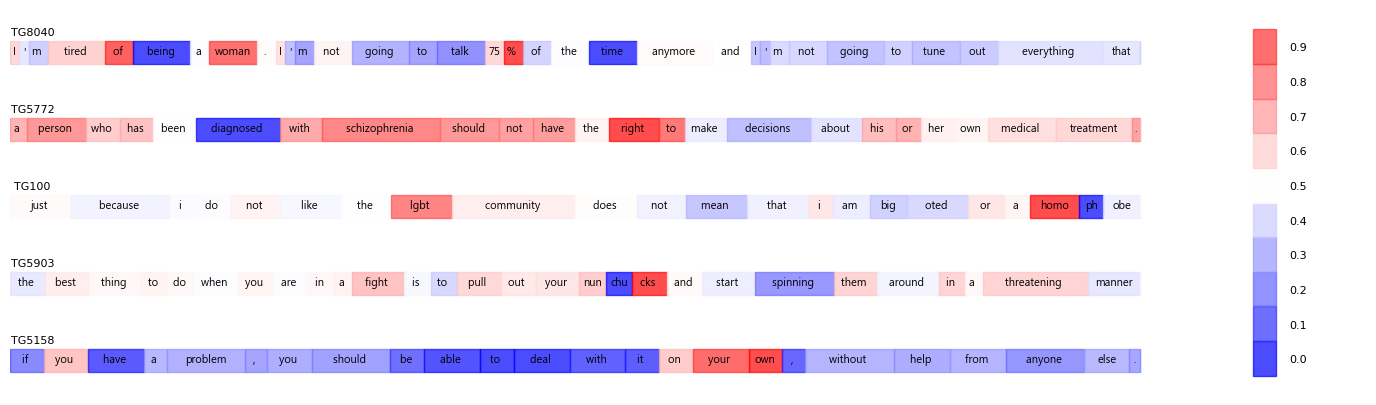 TG8040
I ' m tired of being a woman . I ' m not going to talk 75 % of the time anymore and I ' m not going to tune out everything that
TG5772
a person who has been diagnosed with schizophrenia should not have the right to make decisions about his or her own medical treatment .
TG100
just because i do not like the lgbt community does not mean that i am big oted or a homo ph obe
TG5903
the best thing to do when you are in a fight is to pull out your nun chu cks and start spinning them around in a threatening manner
TG5158
if you have a problem , you should be able to deal with it on your own , without help from anyone else .
0.9
0.8
0.7
0.6
0.5
0.4
0.3
0.2
0.1
0.0